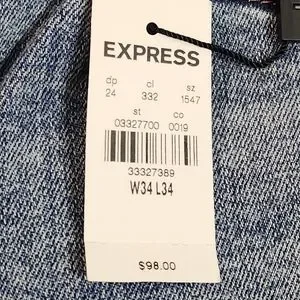 EXPRESS
dp cl sz
24 332 1547
st co
03327700 0019
33327389
W34 L34
$98.00